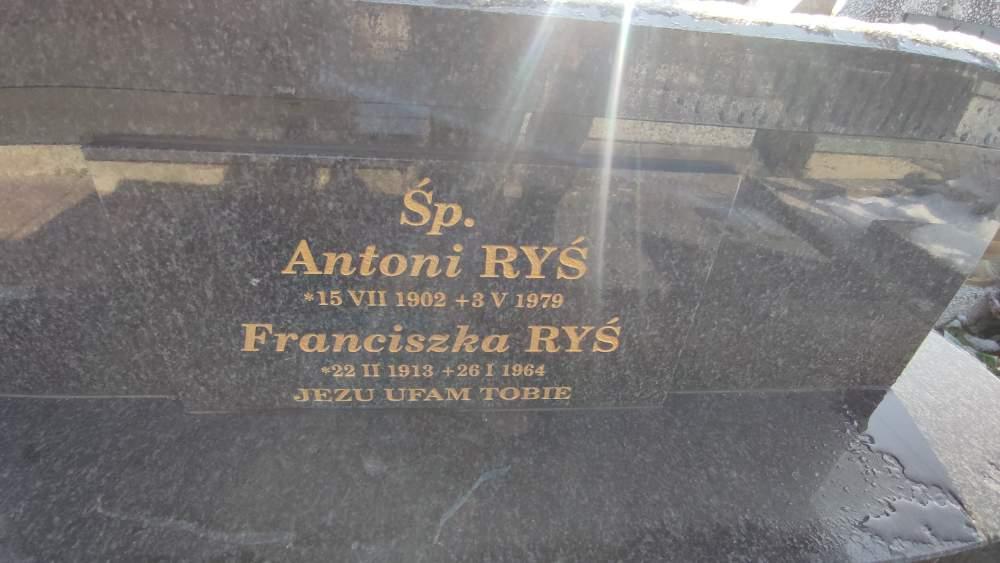 Śp.
Antoni RYŚ
*15 VII 1902 +3 V 1979
Franciszka RYŚ
*22 II 1913 +26 I 1964
JEZU UFAM TOBIE